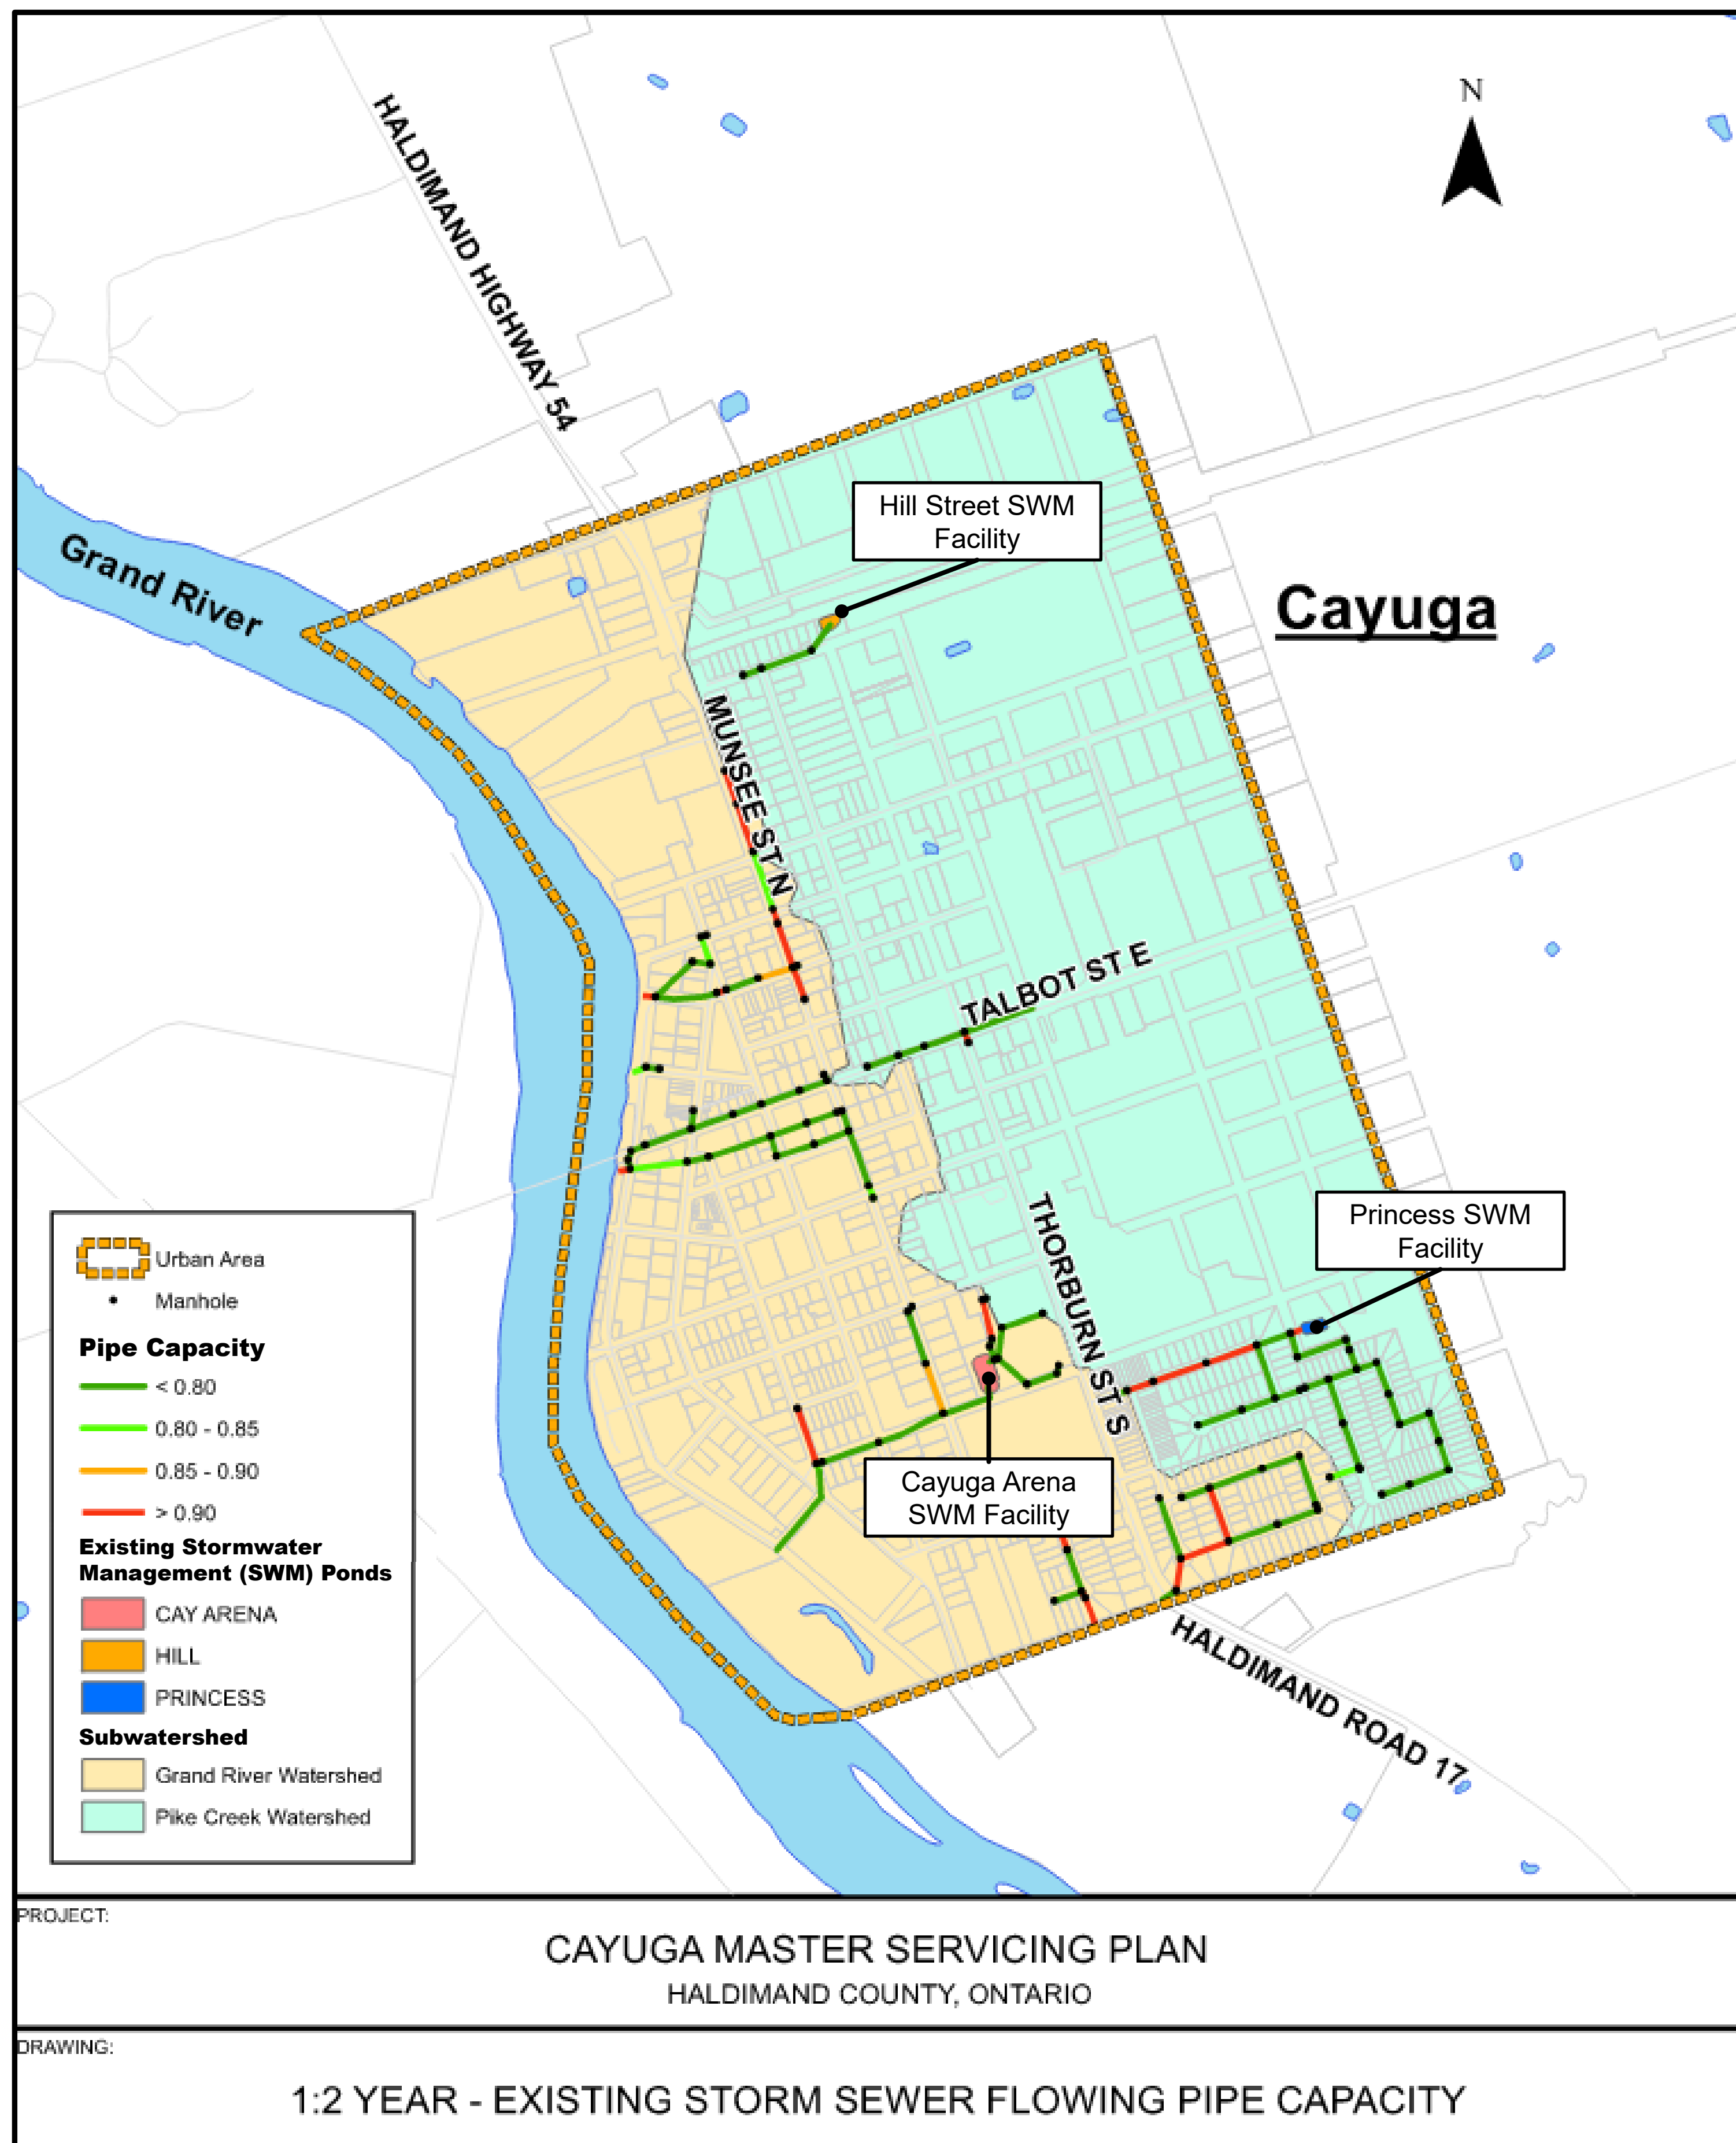 N
HALDIMAND HIGHWAY 54
Hill Street SWM
Facility
Grand River
Cayuga
MUNSEE ST N
TALBOT ST E
THORBURN ST S
Princess SWM
Facility
Urban Area
Manhole
Pipe Capacity
< 0.80
0.80 - 0.85
0.85 - 0.90
> 0.90
Existing Stormwater
Management (SWM) Ponds
CAY ARENA
HILL
PRINCESS
Subwatershed
Grand River Watershed
Pike Creek Watershed
Cayuga Arena
SWM Facility
HALDIMAND ROAD 17
PROJECT:
CAYUGA MASTER SERVICING PLAN
HALDIMAND COUNTY, ONTARIO
DRAWING:
1:2 YEAR - EXISTING STORM SEWER FLOWING PIPE CAPACITY